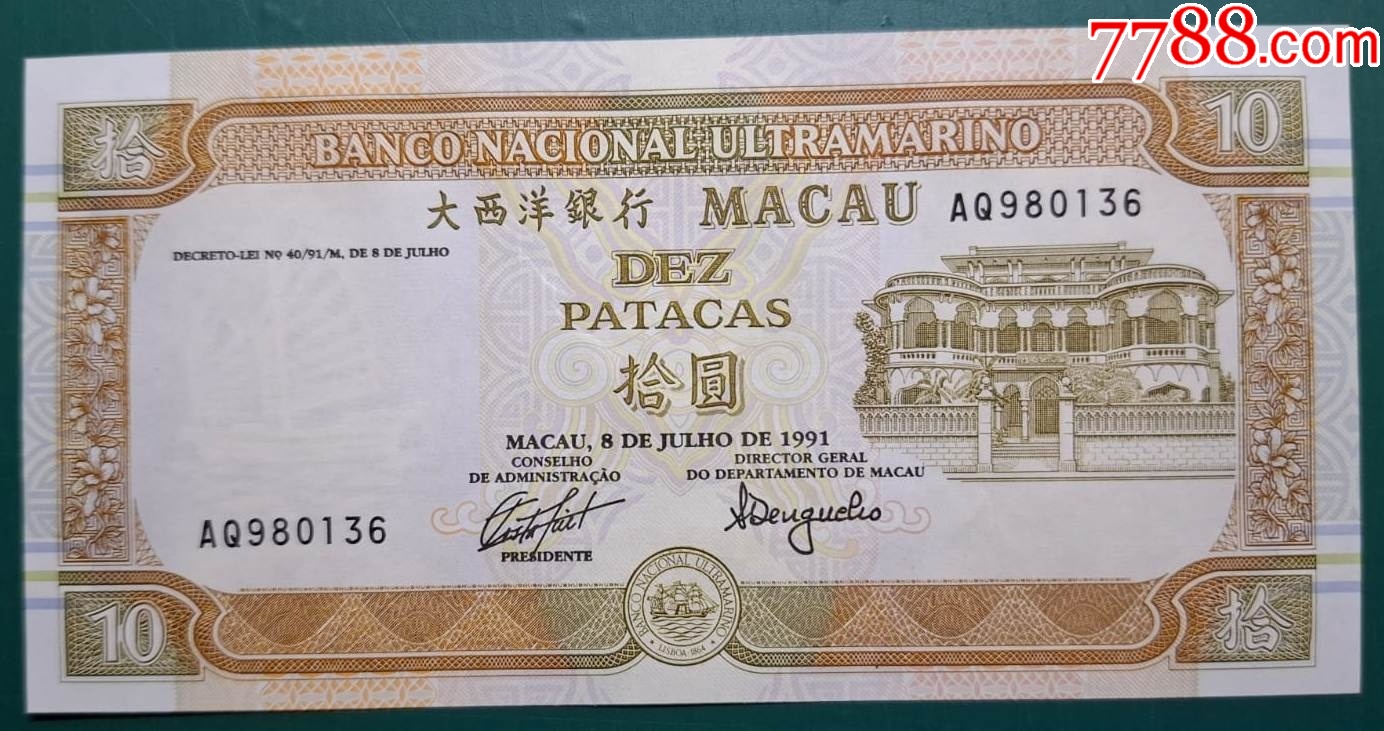 7788.com
拾
10
BANCO NACIONAL ULTRAMARINO
大西洋銀行 MACAU AQ980136
DECRETO-LEI Nº 40/91/M, DE 8 DE JULHO
DEZ
PATACAS
拾圓
MACAU, 8 DE JULHO DE 1991
CONSELHO
DE ADMINISTRAÇÃO
DIRECTOR GERAL
DO DEPARTAMENTO DE MACAU
AQ980136
PRESIDENTE
BANCO NACIONAL ULTRAMARINO
LISBOA-1864
10
拾